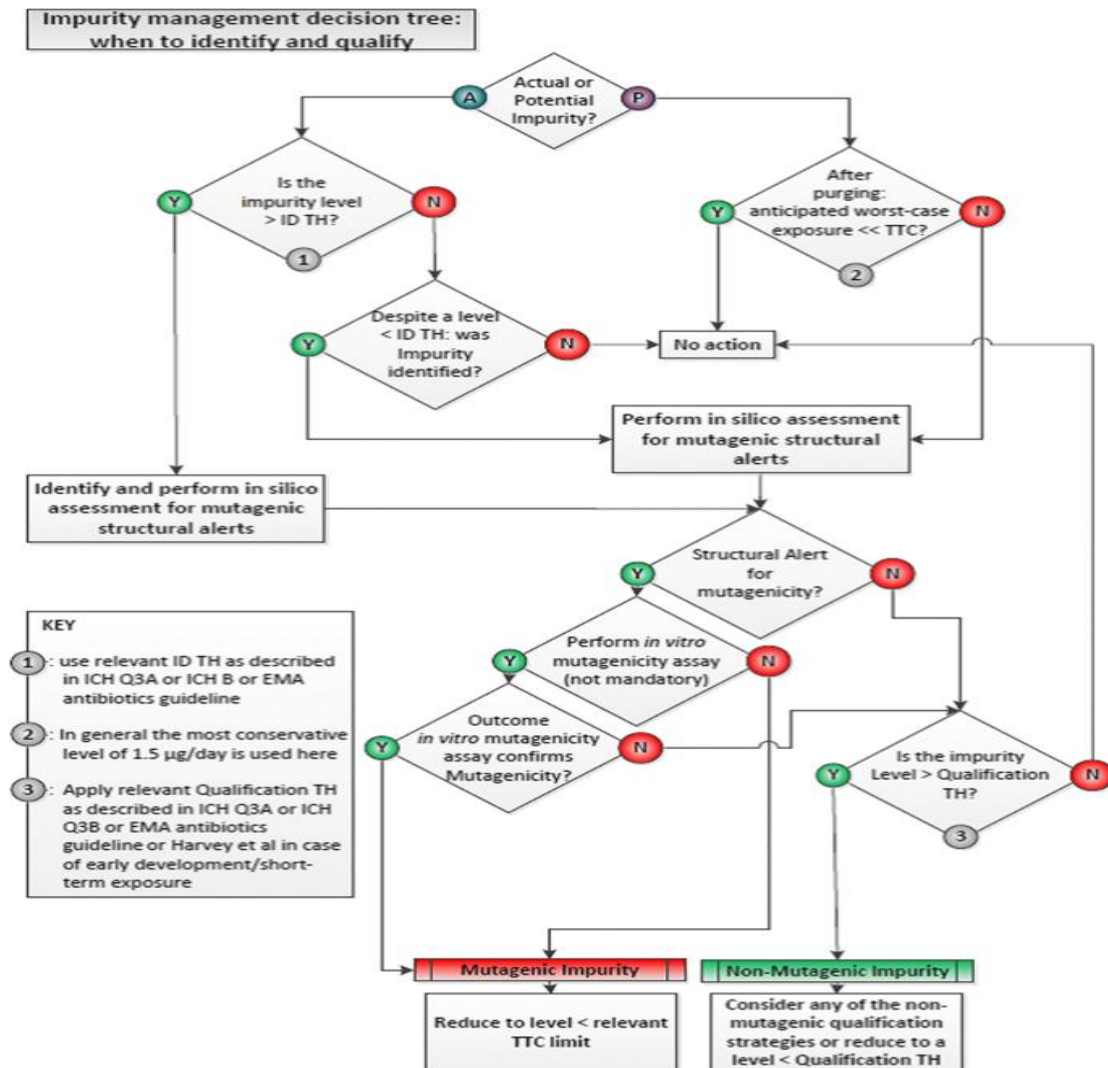 Impurity management decision tree:
when to identify and qualify
Actual or
Potential
Impurity?
A
P
Is the
impurity level
> ID TH?
Y
N
1
After
purging:
anticipated worst-case
exposure << TTC?
Y
N
2
Despite a level
< ID TH: was
Impurity
identified?
Y
N
No action
Perform in silico assessment
for mutagenic structural
alerts
Identify and perform in silico
assessment for mutagenic
structural alerts
Structural Alert
for
mutagenicity?
Y
N
Perform in vitro
mutagenicity assay
(not mandatory)
Y
N
Outcome
in vitro mutagenicity
assay confirms
Mutagenicity?
Y
N
Is the impurity
Level > Qualification
TH?
Y
N
3
KEY
1 : use relevant ID TH as described
in ICH Q3A or ICH B or EMA
antibiotics guideline
2 : In general the most conservative
level of 1.5 µg/day is used here
3 : Apply relevant Qualification TH
as described in ICH Q3A or ICH
Q3B or EMA antibiotics
guideline or Harvey et al in case
of early development/short-
term exposure
Mutagenic Impurity
Non-Mutagenic Impurity
Reduce to level < relevant
TTC limit
Consider any of the non-
mutagenic qualification
strategies or reduce to a
level < Qualification TH